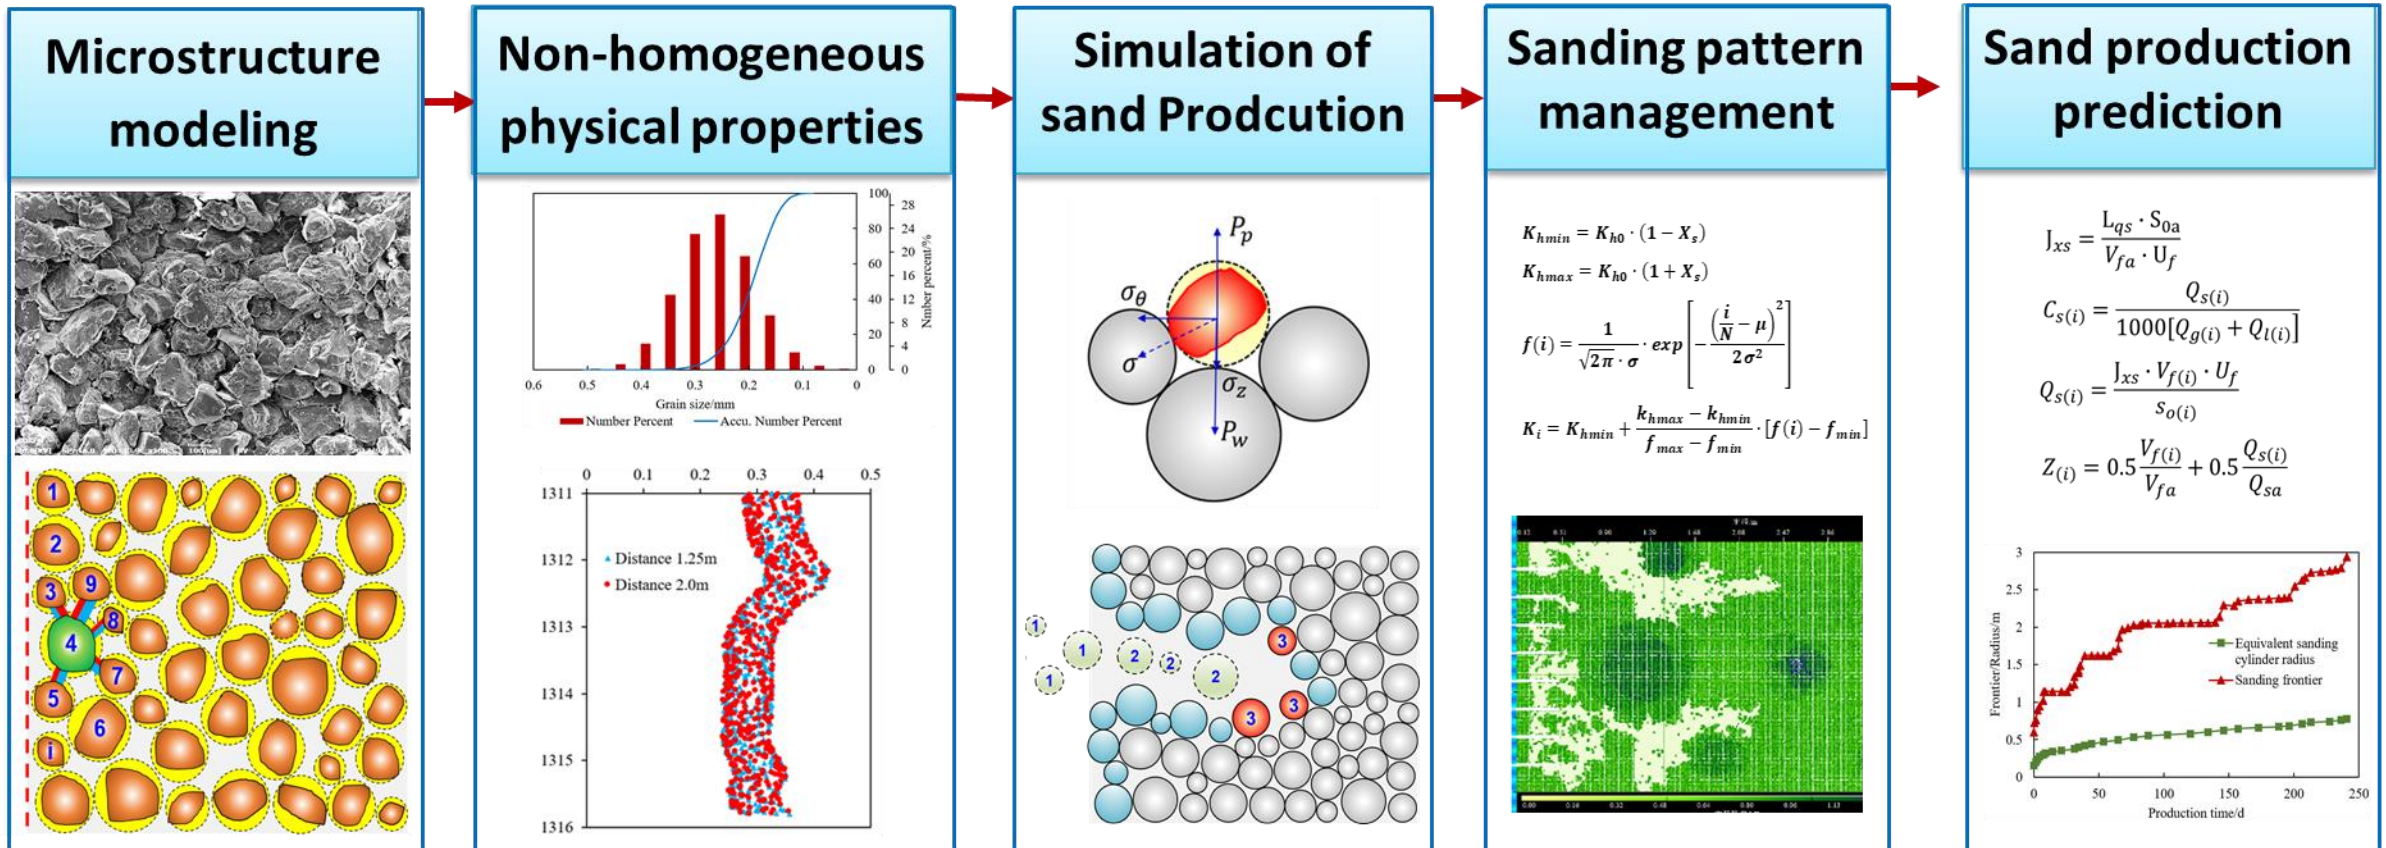 Microstructure
modeling
Non-homogeneous
physical properties
Simulation of
sand Prodcution
Sanding pattern
management
Sand production
prediction
1
2
3
9
8
4
7
5
6
i
100
80
60
40
20
0
28
24
20
16
12
8
4
0
Nmber percent/%
0.6 0.5 0.4 0.3 0.2 0.1 0
Grain size/mm
Number Percent
Accu. Number Percent
0 0.1 0.2 0.3 0.4 0.5
1311
1312
1313
1314
1315
1316
Distance 1.25m
Distance 2.0m
P_p
σ_θ
σ
σ_z
P_w
1
1
1
2
2
2
3
3
3
K_hmin = K_h0 · (1 − X_s)
K_hmax = K_h0 · (1 + X_s)
f(i) = 1/(√2π · σ) · exp[−(i/N − μ)²/2σ²]
K_i = K_hmin + (k_hmax − k_hmin)/(f_max − f_min) · [f(i) − f_min]
J_xs = (L_qs · S_0a)/(V_fa · U_f)
C_s(i) = Q_s(i)/1000[Q_g(i) + Q_l(i)]
Q_s(i) = (J_xs · V_f(i) · U_f)/s_o(i)
Z_(i) = 0.5 V_f(i)/V_fa + 0.5 Q_s(i)/Q_sa
3
2.5
2
1.5
1
0.5
0
Frontier/Radius/m
Equivalent sanding
cylinder radius
Sanding frontier
0 50 100 150 200 250
Production time/d